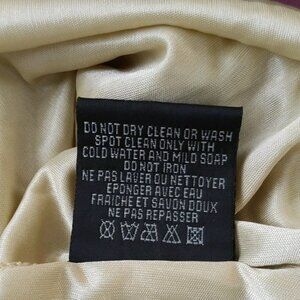 DO NOT DRY CLEAN OR WASH
SPOT CLEAN ONLY WITH
COLD WATER AND MILD SOAP
DO NOT IRON
NE PAS LAVER OU NETTOYER
EPONGER AVEC EAU
FRAICHE ET SAVON DOUX
NE PAS REPASSER